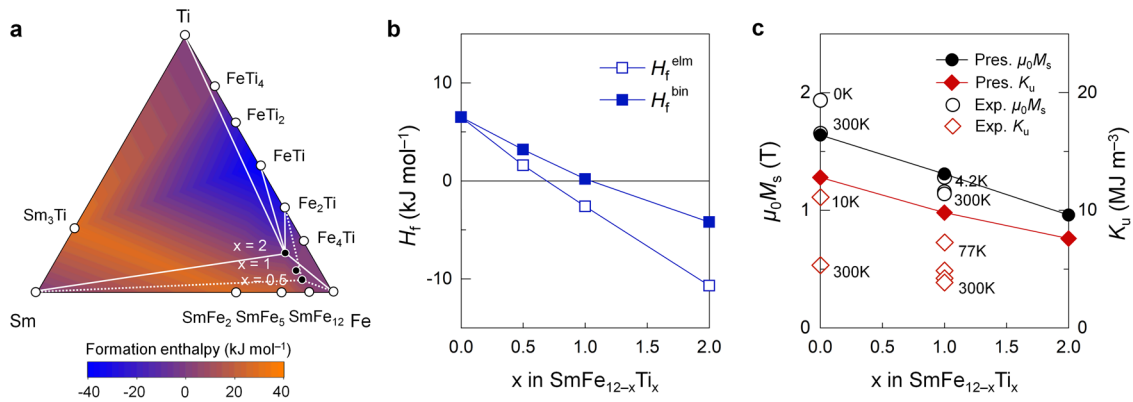 a
Ti
FeTi4
FeTi2
FeTi
Fe2Ti
Fe4Ti
Sm3Ti
x = 2
x = 1
x = 0.5
Sm
SmFe2 SmFe5 SmFe12 Fe
Formation enthalpy (kJ mol–1)
-40 -20 0 20 40
b
Hf elm
Hf bin
10
0
-10
Hf (kJ mol–1)
0.0 0.5 1.0 1.5 2.0
x in SmFe12–xTix
c
Pres. μ0Ms
Pres. Ku
Exp. μ0Ms
Exp. Ku
0K
300K
4.2K
300K
10K
77K
300K
300K
2
1
0
μ0Ms (T)
20
10
0
Ku (MJ m–3)
0.0 0.5 1.0 1.5 2.0
x in SmFe12–xTix